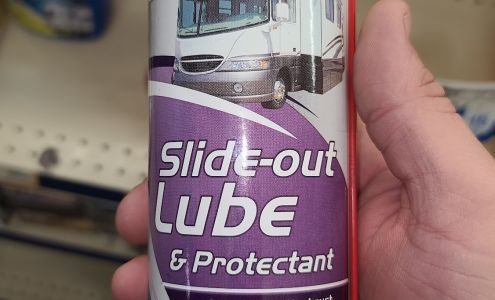 Slide-out
Lube
& Protectant